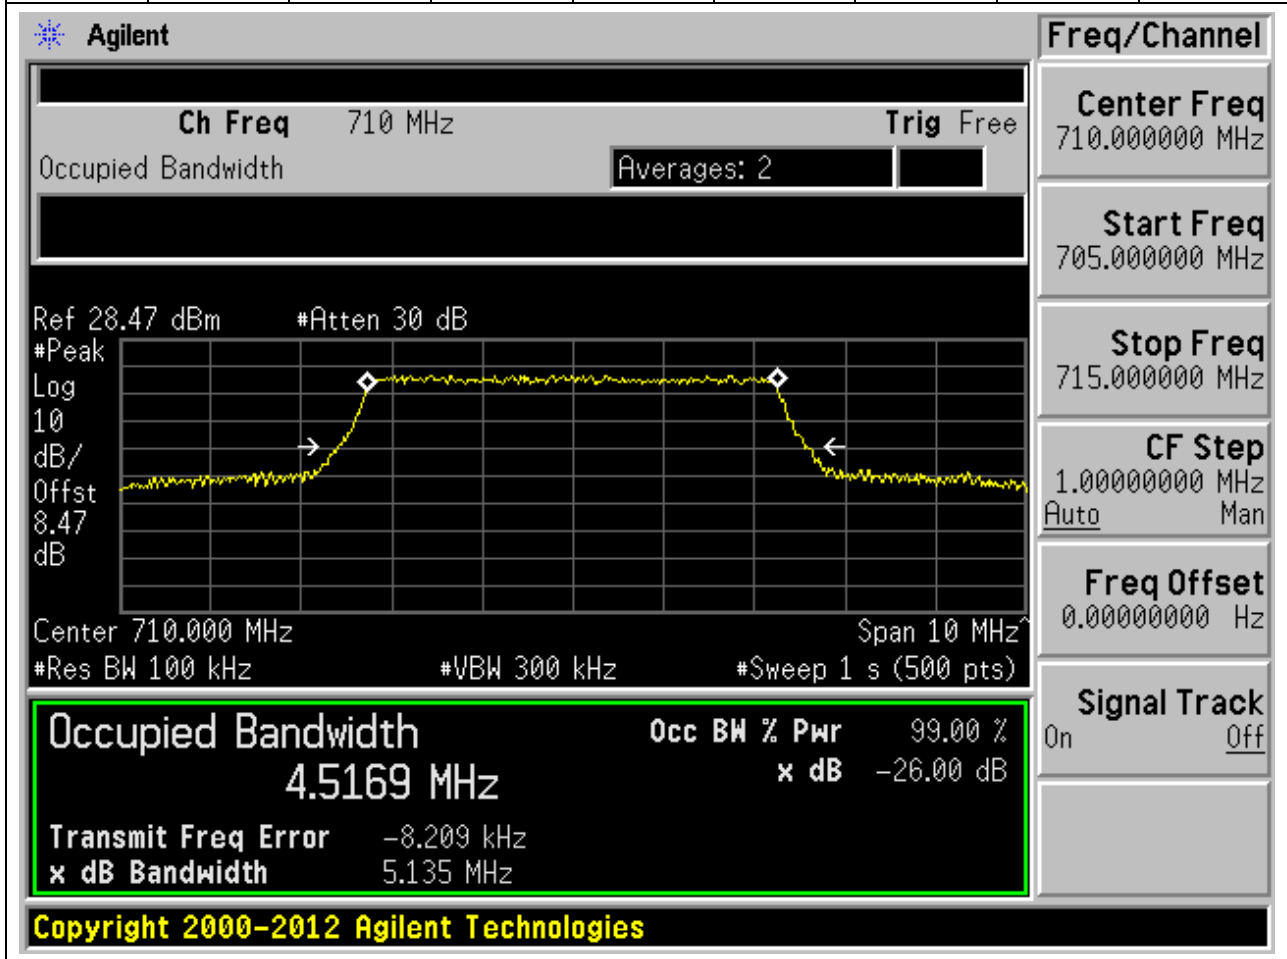 Agilent
Freq/Channel
Ch Freq 710 MHz Trig Free
Occupied Bandwidth Averages: 2
Center Freq
710.000000 MHz
Start Freq
705.000000 MHz
Stop Freq
715.000000 MHz
CF Step
1.00000000 MHz
Auto Man
Freq Offset
0.00000000 Hz
Signal Track
On Off
Ref 28.47 dBm #Atten 30 dB
#Peak
Log
10
dB/
Offst
8.47
dB
Center 710.000 MHz Span 10 MHz^
#Res BW 100 kHz #VBW 300 kHz #Sweep 1 s (500 pts)
Occupied Bandwidth Occ BW % Pwr 99.00 %
4.5169 MHz x dB -26.00 dB
Transmit Freq Error -8.209 kHz
x dB Bandwidth 5.135 MHz
Copyright 2000-2012 Agilent Technologies